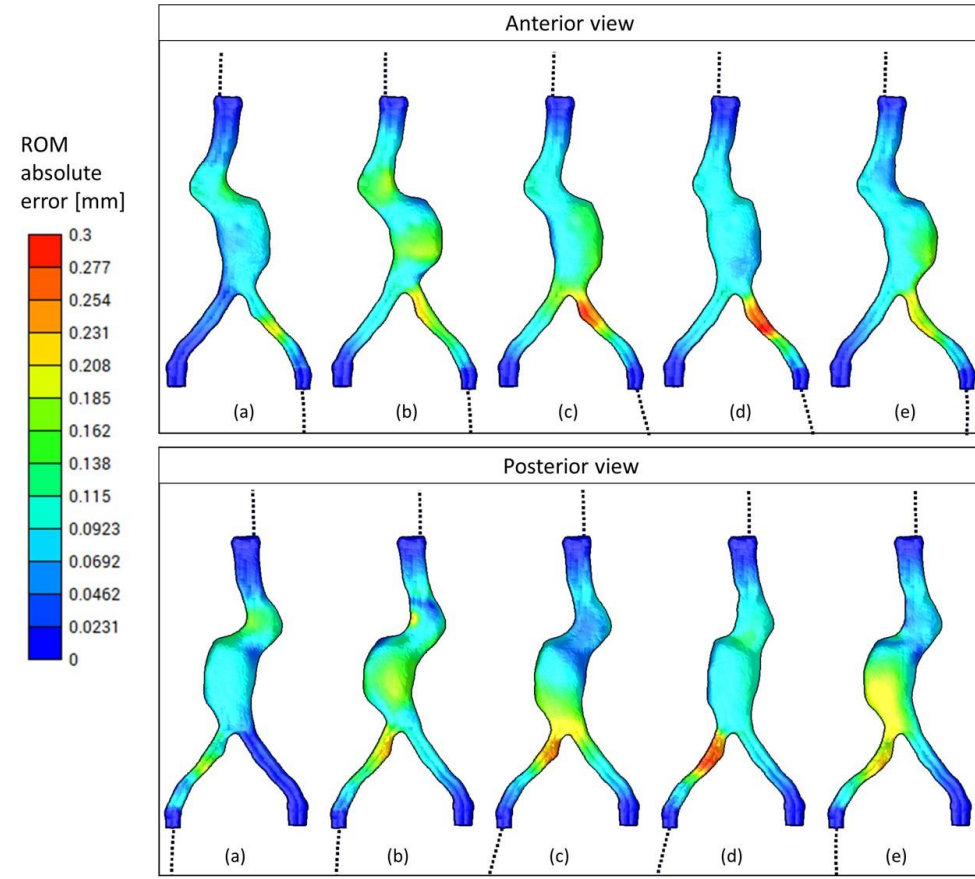 Anterior view
ROM
absolute
error [mm]
0.3
0.277
0.254
0.231
0.208
0.185
0.162
0.138
0.115
0.0923
0.0692
0.0462
0.0231
0
(a) (b) (c) (d) (e)
Posterior view
(a) (b) (c) (d) (e)